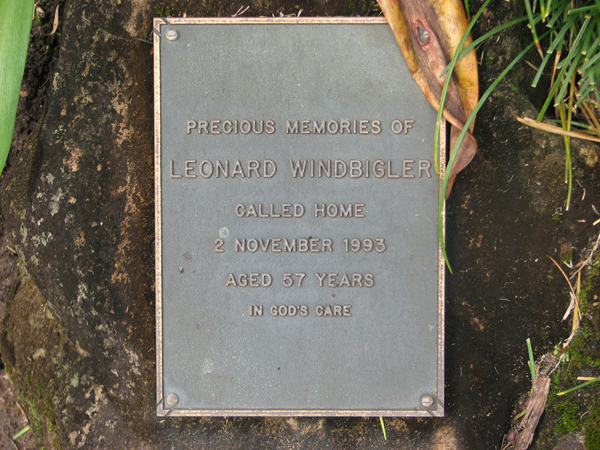 PRECIOUS MEMORIES OF
LEONARD WINDBIGLER
CALLED HOME
2 NOVEMBER 1993
AGED 57 YEARS
IN GOD'S CARE